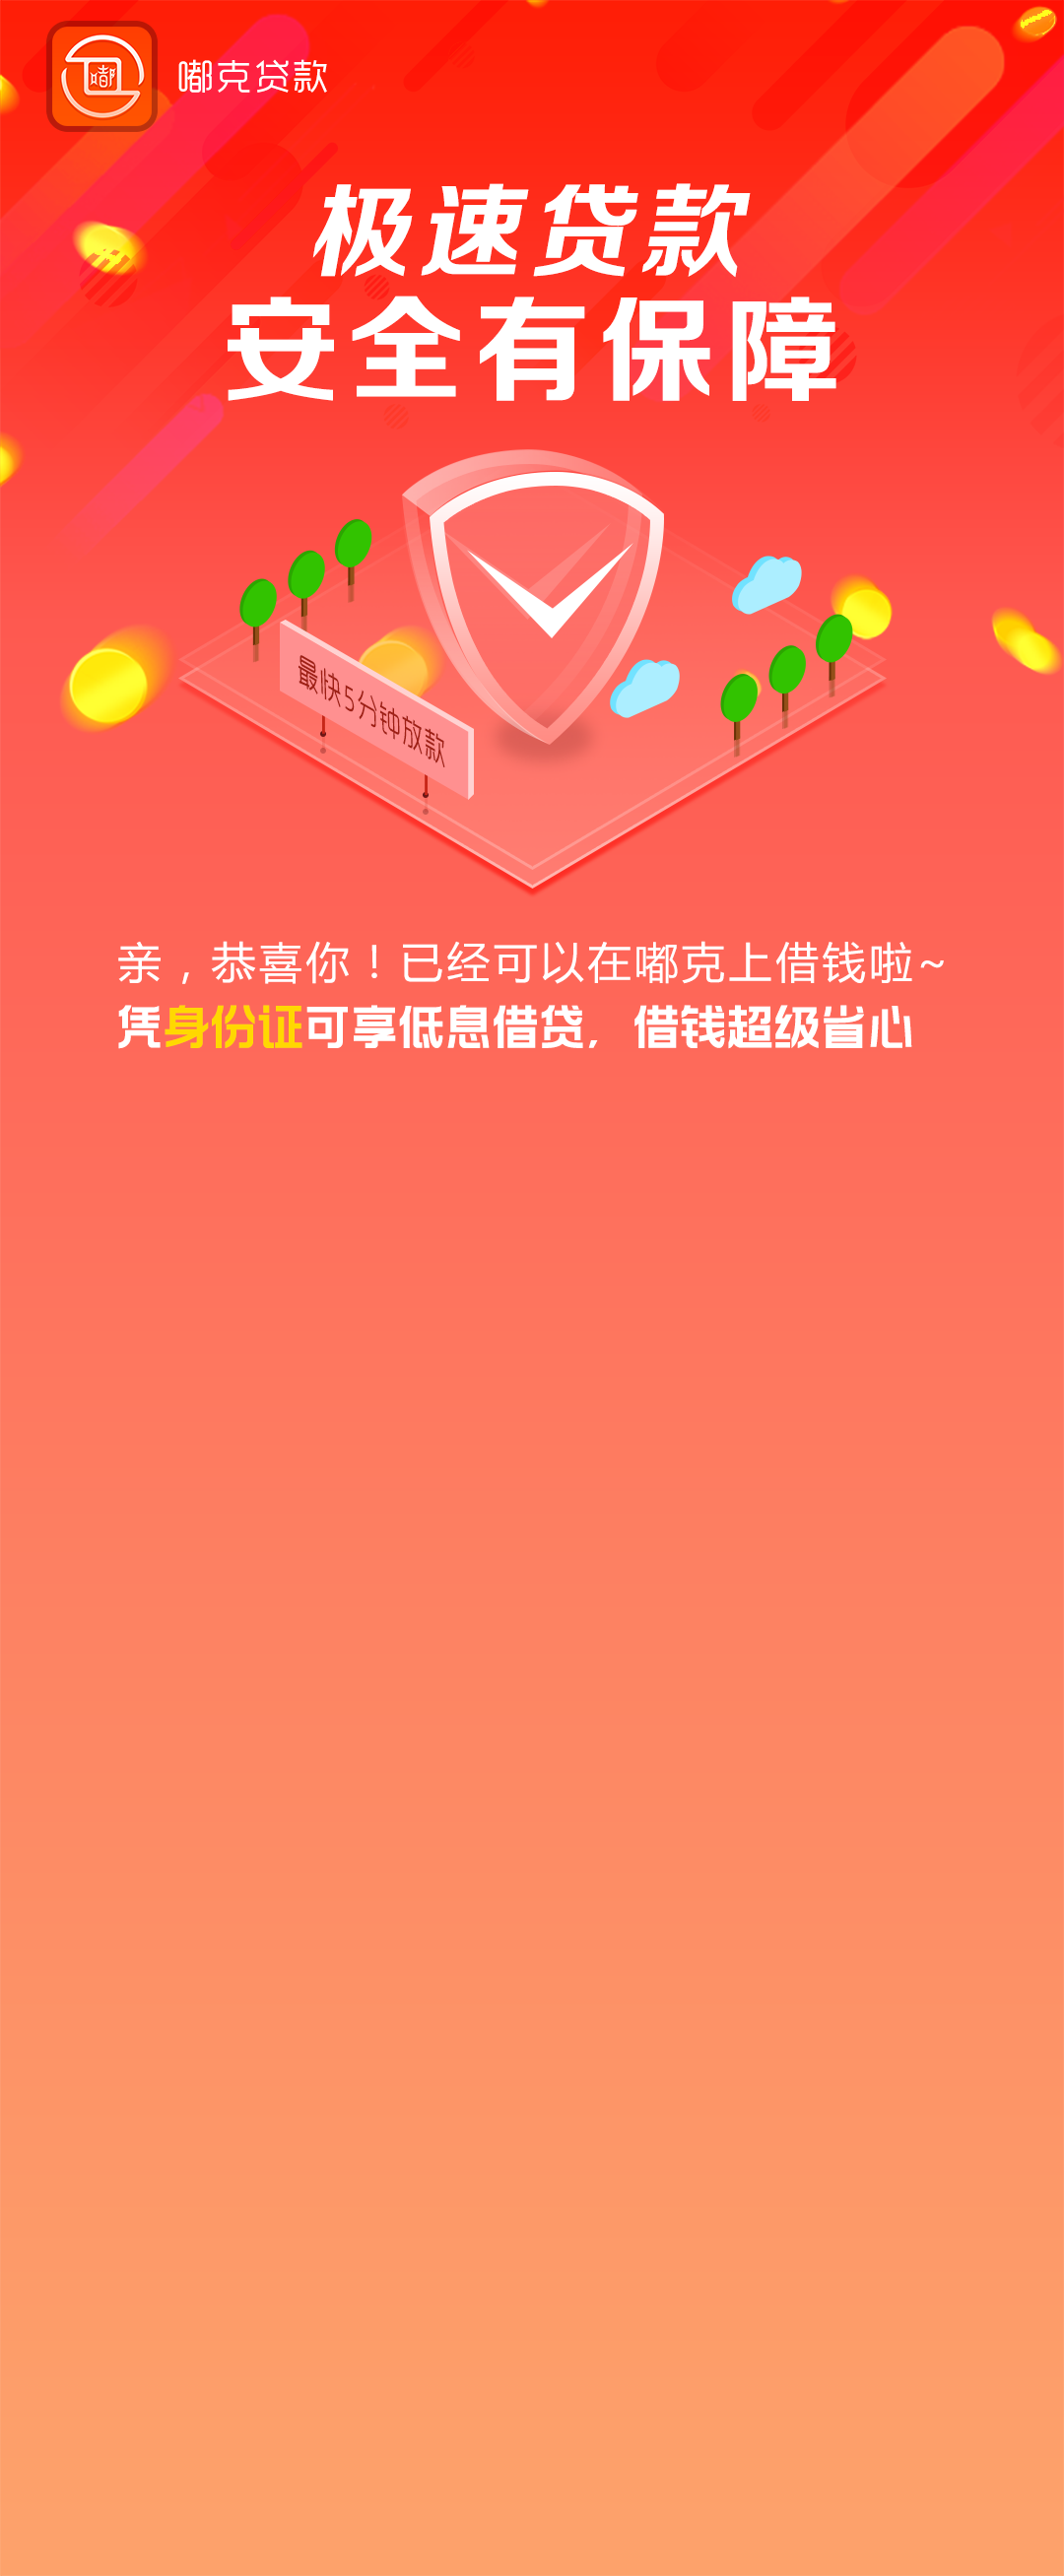 嘟
嘟克贷款
极速贷款
安全有保障
最快5分钟放款
亲，恭喜你！已经可以在嘟克上借钱啦~
凭身份证可享低息借贷，借钱超级省心